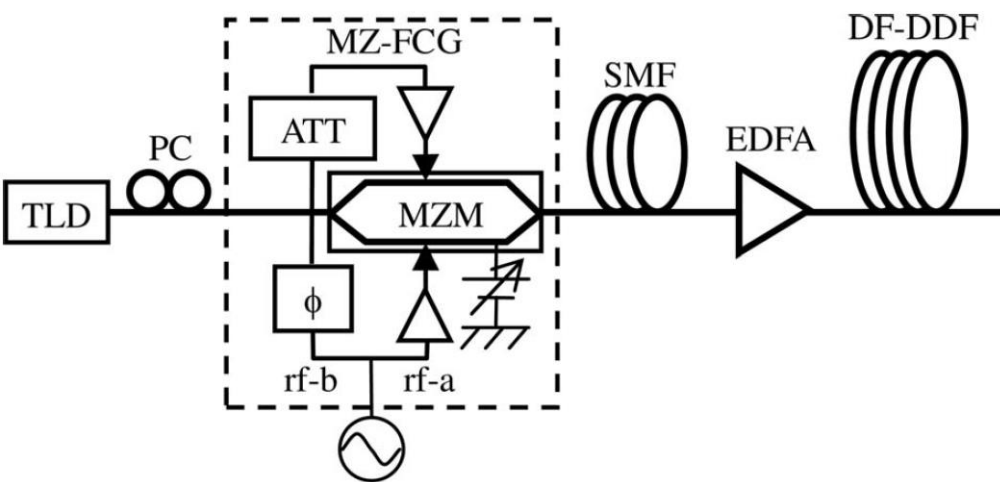 MZ-FCG
DF-DDF
SMF
ATT
PC
EDFA
TLD
MZM
ϕ
rf-b
rf-a